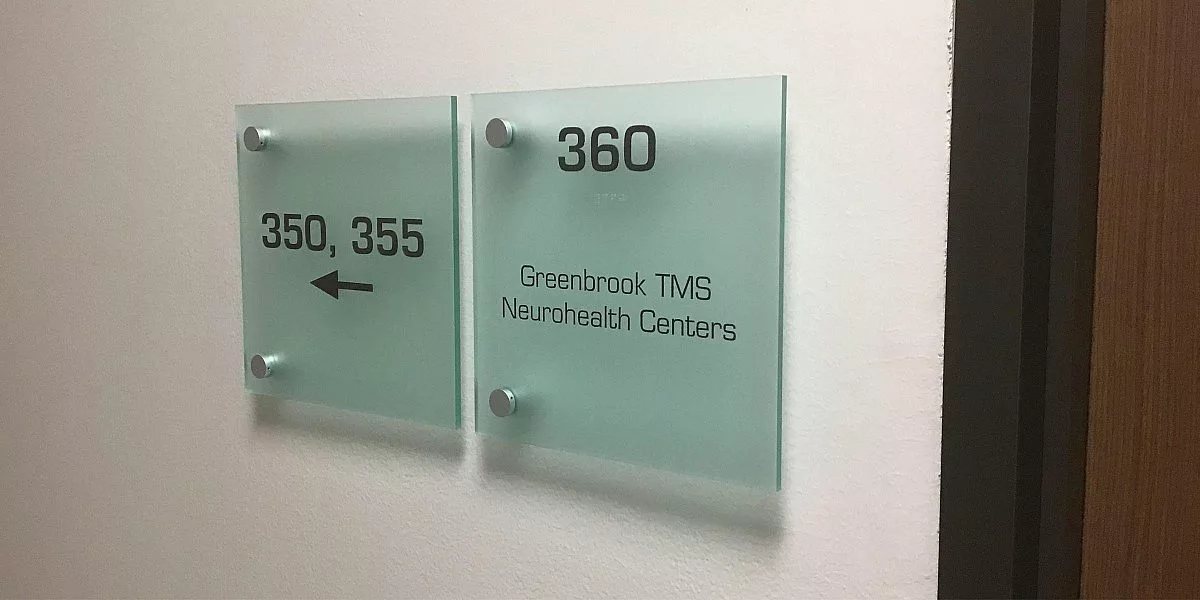 350, 355
360
Greenbrook TMS
Neurohealth Centers